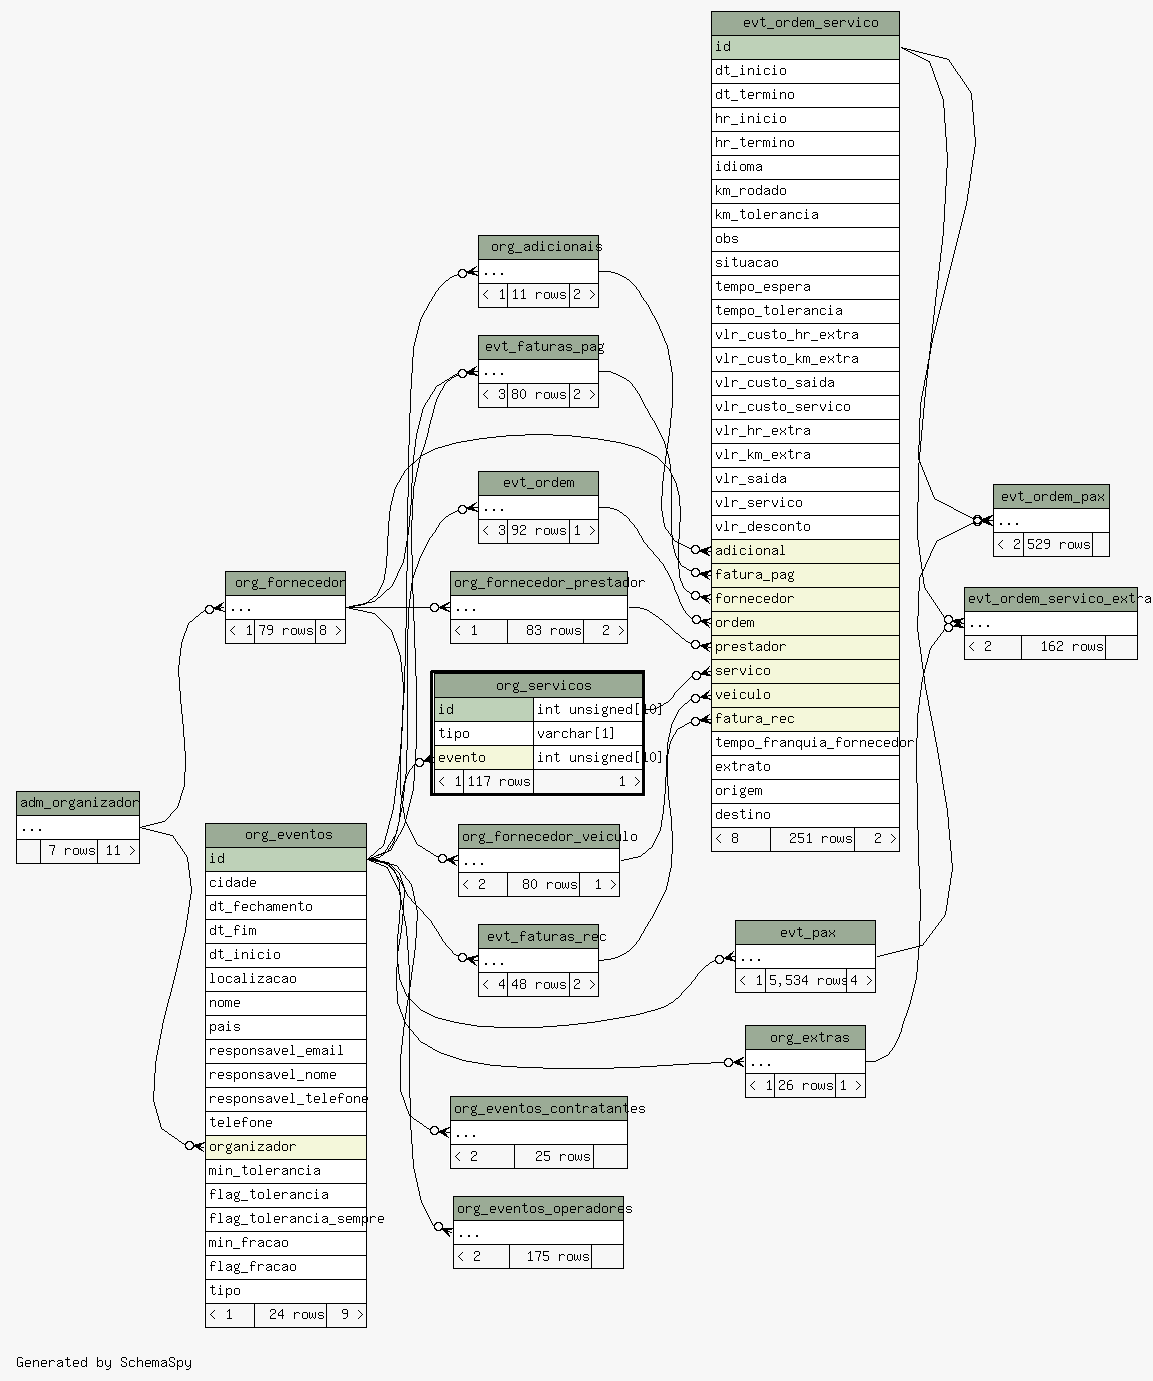 evt_ordem_servico
id
dt_inicio
dt_termino
hr_inicio
hr_termino
idioma
km_rodado
km_tolerancia
obs
situacao
tempo_espera
tempo_tolerancia
vlr_custo_hr_extra
vlr_custo_km_extra
vlr_custo_saida
vlr_custo_servico
vlr_hr_extra
vlr_km_extra
vlr_saida
vlr_servico
vlr_desconto
adicional
fatura_pag
fornecedor
ordem
prestador
servico
veiculo
fatura_rec
tempo_franquia_fornecedor
extrato
origem
destino
< 8 251 rows 2 >
org_adicionais
...
< 1 11 rows 2 >
evt_faturas_pag
...
< 3 80 rows 2 >
evt_ordem
...
< 3 92 rows 1 >
org_fornecedor_prestador
...
< 1 83 rows 2 >
org_servicos
id int unsigned[10]
tipo varchar[1]
evento int unsigned[10]
< 1 117 rows 1 >
org_fornecedor_veiculo
...
< 2 80 rows 1 >
evt_faturas_rec
...
< 4 48 rows 2 >
org_eventos_contratantes
...
< 2 25 rows
org_eventos_operadores
...
< 2 175 rows
evt_ordem_pax
...
< 2 529 rows
evt_ordem_servico_extra
...
< 2 162 rows
evt_pax
...
< 1 5,534 rows 4 >
org_extras
...
< 1 26 rows 1 >
org_fornecedor
...
< 1 79 rows 8 >
adm_organizador
...
7 rows 11 >
org_eventos
id
cidade
dt_fechamento
dt_fim
dt_inicio
localizacao
nome
pais
responsavel_email
responsavel_nome
responsavel_telefone
telefone
organizador
min_tolerancia
flag_tolerancia
flag_tolerancia_sempre
min_fracao
flag_fracao
tipo
< 1 24 rows 9 >
Generated by SchemaSpy